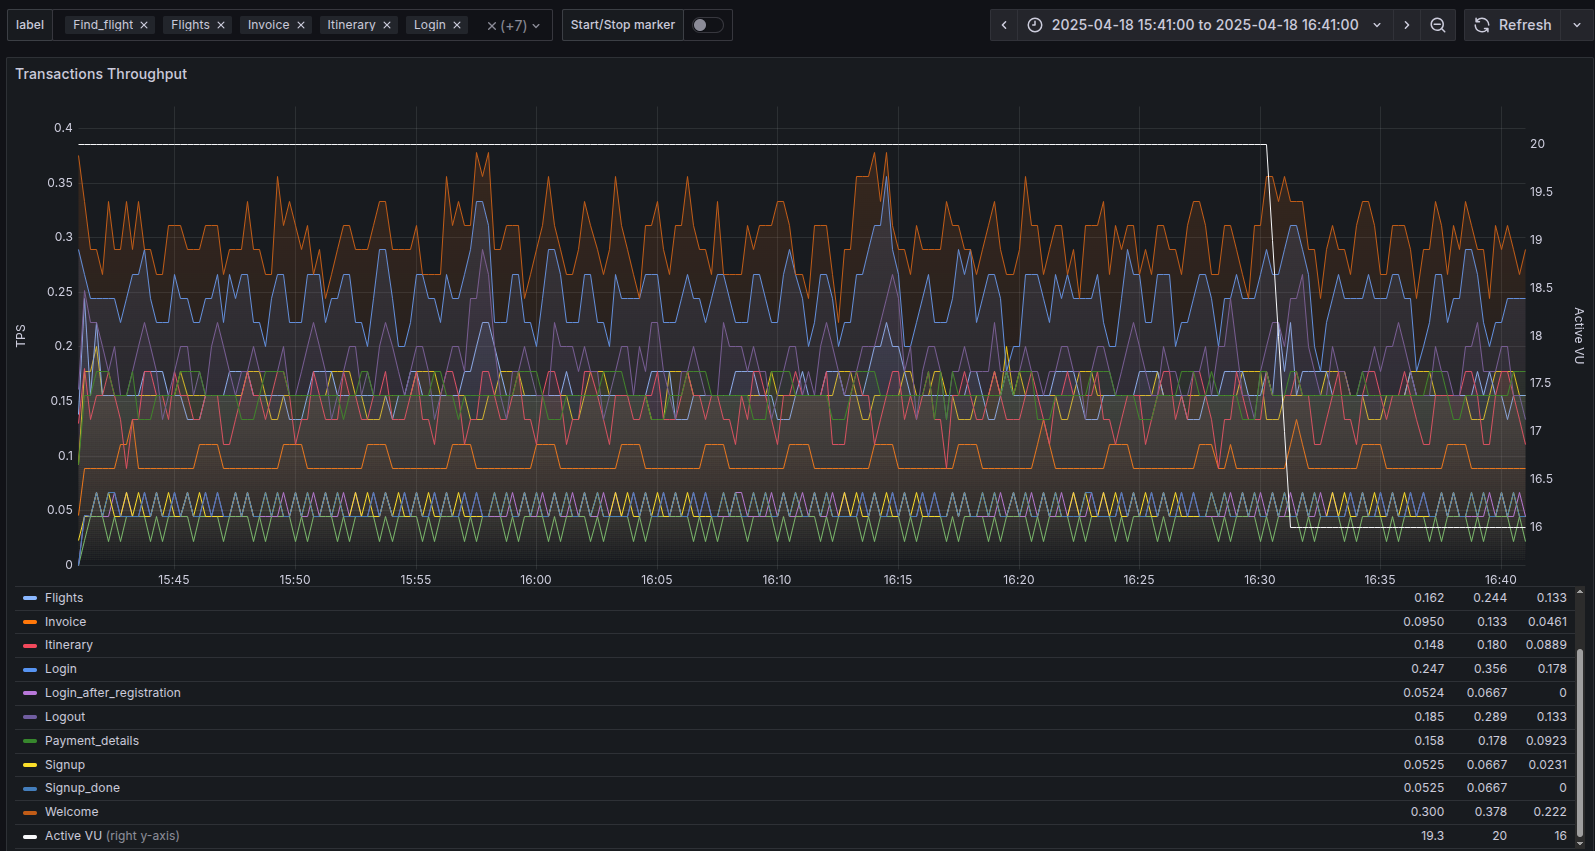 label Find_flight × Flights × Invoice × Itinerary × Login × × (+7) Start/Stop marker 2025-04-18 15:41:00 to 2025-04-18 16:41:00 Refresh
Transactions Throughput
TPS
0.4
0.35
0.3
0.25
0.2
0.15
0.1
0.05
0
20
19.5
19
18.5
18
17.5
17
16.5
16
Active VU
15:45 15:50 15:55 16:00 16:05 16:10 16:15 16:20 16:25 16:30 16:35 16:40
Flights 0.162 0.244 0.133
Invoice 0.0950 0.133 0.0461
Itinerary 0.148 0.180 0.0889
Login 0.247 0.356 0.178
Login_after_registration 0.0524 0.0667 0
Logout 0.185 0.289 0.133
Payment_details 0.158 0.178 0.0923
Signup 0.0525 0.0667 0.0231
Signup_done 0.0525 0.0667 0
Welcome 0.300 0.378 0.222
Active VU (right y-axis) 19.3 20 16